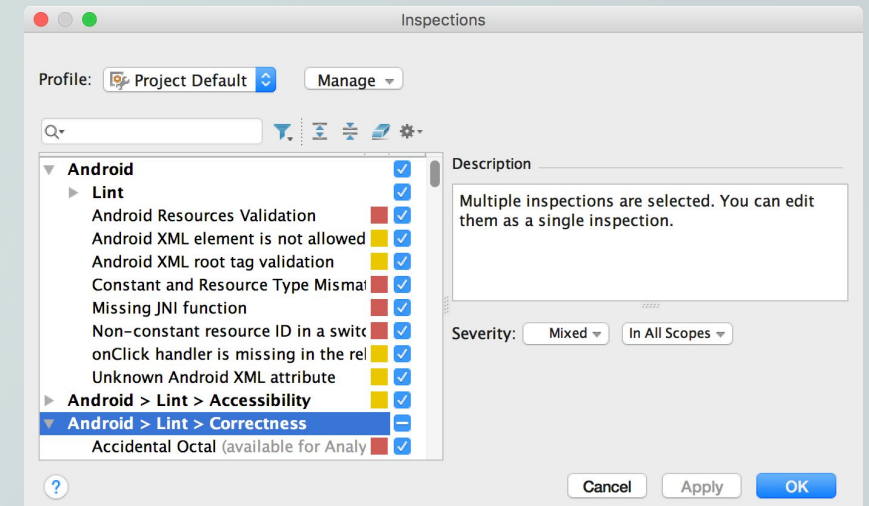 Inspections
Profile:
Project Default
Manage
Android
Lint
Android Resources Validation
Android XML element is not allowed
Android XML root tag validation
Constant and Resource Type Mismat
Missing JNI function
Non-constant resource ID in a switc
onClick handler is missing in the rel
Unknown Android XML attribute
Android > Lint > Accessibility
Android > Lint > Correctness
Accidental Octal (available for Analy
Description
Multiple inspections are selected. You can edit
them as a single inspection.
Severity:
Mixed
In All Scopes
?
Cancel
Apply
OK